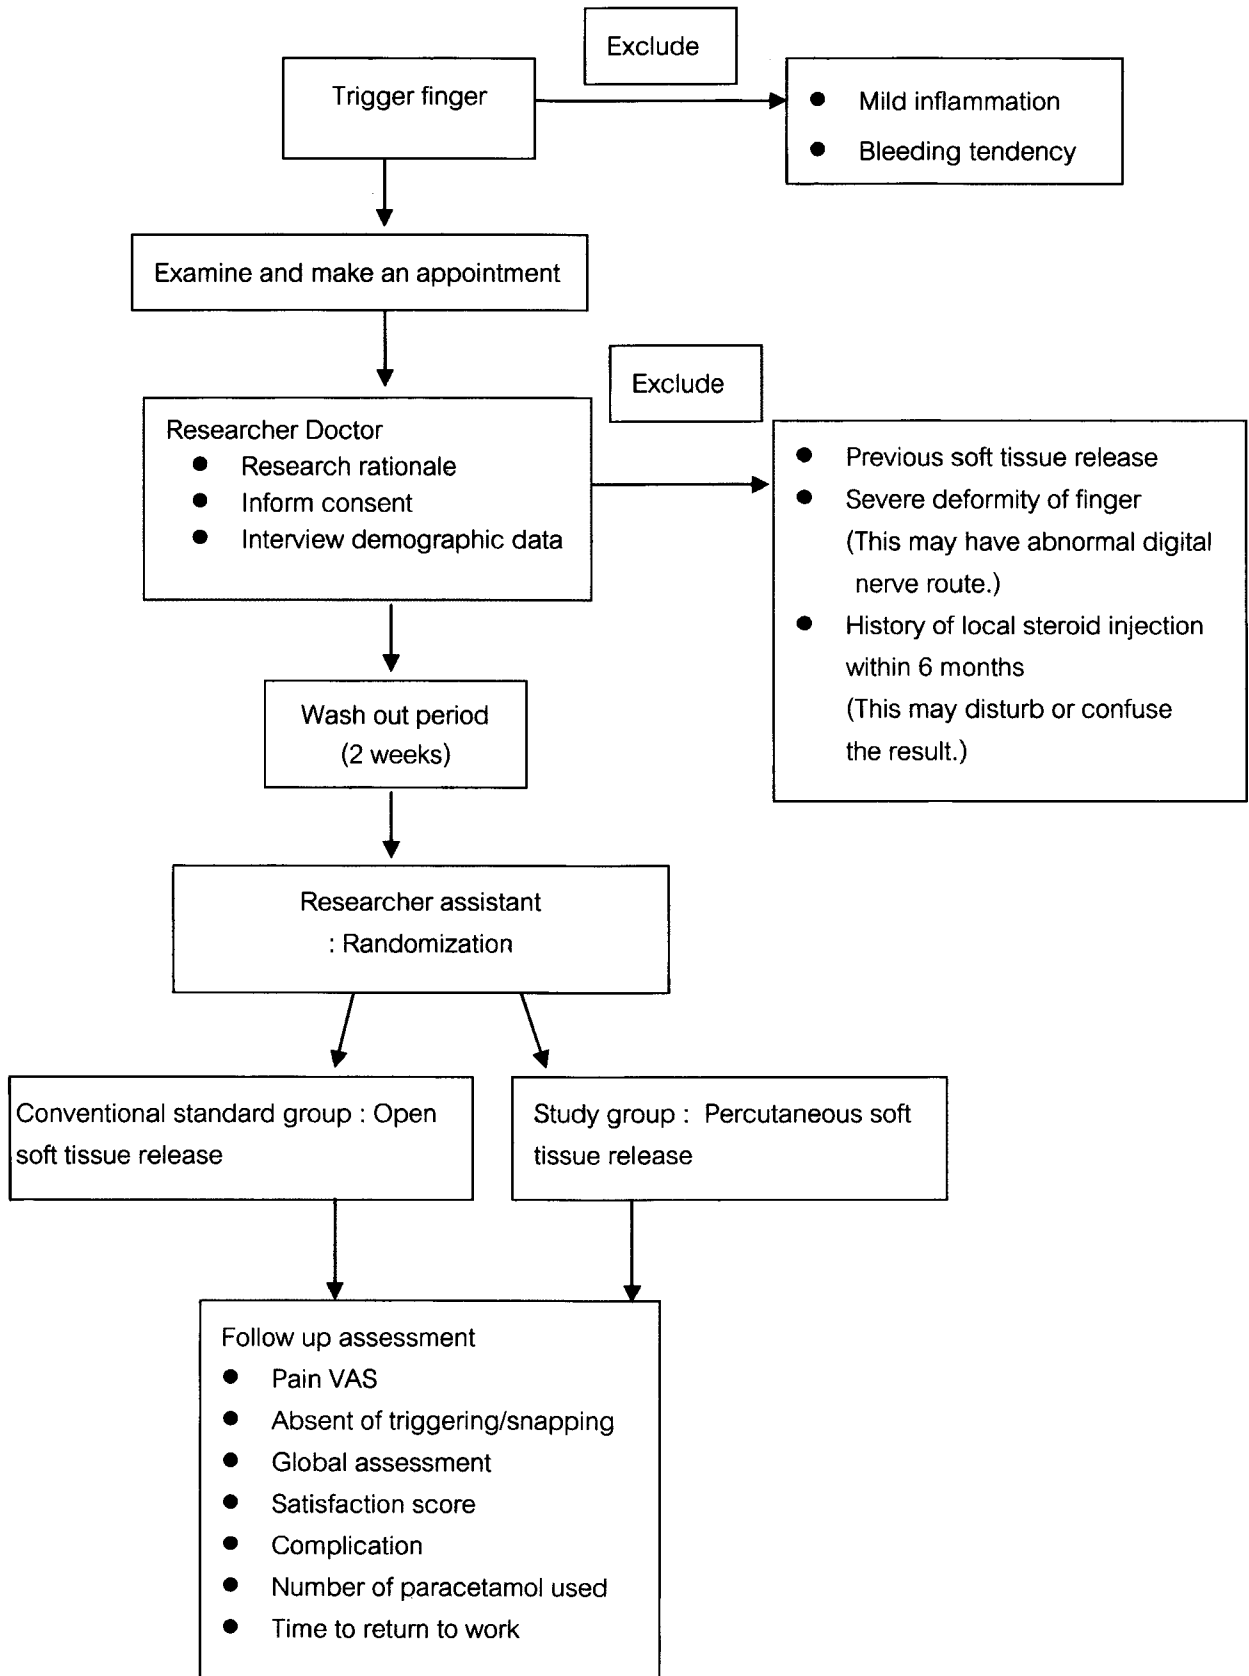 Exclude
Trigger finger
● Mild inflammation
● Bleeding tendency
Examine and make an appointment
Exclude
Researcher Doctor
● Research rationale
● Inform consent
● Interview demographic data
● Previous soft tissue release
● Severe deformity of finger
(This may have abnormal digital
nerve route.)
● History of local steroid injection
within 6 months
(This may disturb or confuse
the result.)
Wash out period
(2 weeks)
Researcher assistant
: Randomization
Conventional standard group : Open
soft tissue release
Study group : Percutaneous soft
tissue release
Follow up assessment
● Pain VAS
● Absent of triggering/snapping
● Global assessment
● Satisfaction score
● Complication
● Number of paracetamol used
● Time to return to work